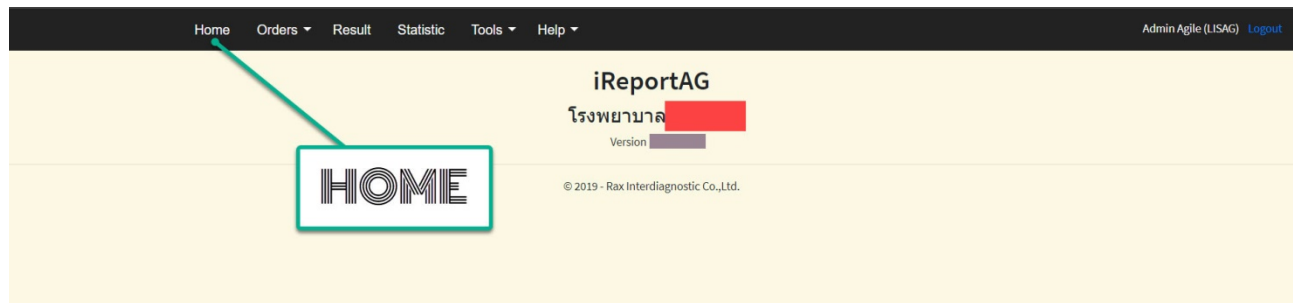 Home Orders Result Statistic Tools Help Admin Agile (LISAG) Logout
iReportAG
โรงพยาบาล
Version
HOME
© 2019 - Rax Interdiagnostic Co.,Ltd.